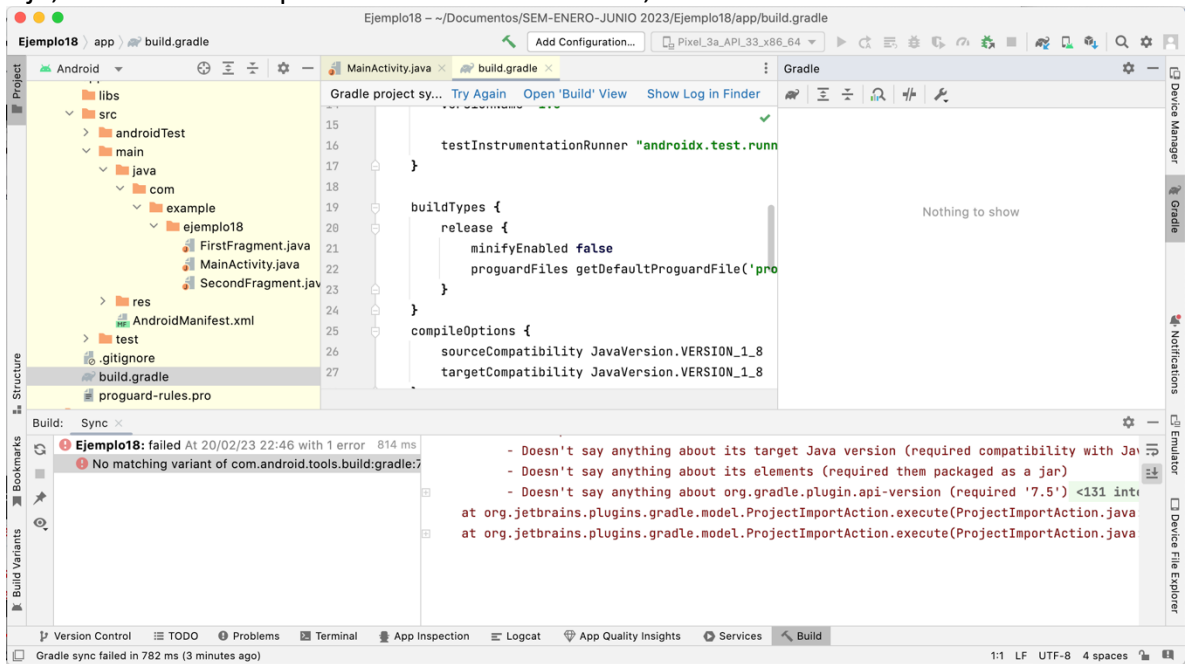 Ejemplo18 – ~/Documentos/SEM-ENERO-JUNIO 2023/Ejemplo18/app/build.gradle
Ejemplo18 app build.gradle
Add Configuration...
Pixel_3a_API_33_x86_64
Project
Android
MainActivity.java
build.gradle
Gradle
libs
src
androidTest
main
java
com
example
ejemplo18
FirstFragment.java
MainActivity.java
SecondFragment.jav
res
AndroidManifest.xml
test
.gitignore
build.gradle
proguard-rules.pro
Gradle project sy... Try Again Open 'Build' View Show Log in Finder
15
16 testInstrumentationRunner "androidx.test.runn
17 }
18
19 buildTypes {
20 release {
21 minifyEnabled false
22 proguardFiles getDefaultProguardFile('pro
23 }
24 }
25 compileOptions {
26 sourceCompatibility JavaVersion.VERSION_1_8
27 targetCompatibility JavaVersion.VERSION_1_8
Nothing to show
Device Manager
Gradle
Notifications
Emulator
Device File Explorer
Structure
Bookmarks
Build Variants
Build: Sync
Ejemplo18: failed At 20/02/23 22:46 with 1 error 814 ms
No matching variant of com.android.tools.build:gradle:7
- Doesn't say anything about its target Java version (required compatibility with Jav
- Doesn't say anything about its elements (required them packaged as a jar)
- Doesn't say anything about org.gradle.plugin.api-version (required '7.5') <131 inte
at org.jetbrains.plugins.gradle.model.ProjectImportAction.execute(ProjectImportAction.java
at org.jetbrains.plugins.gradle.model.ProjectImportAction.execute(ProjectImportAction.java:
Version Control TODO Problems Terminal App Inspection Logcat App Quality Insights Services Build
Gradle sync failed in 782 ms (3 minutes ago)
1:1 LF UTF-8 4 spaces